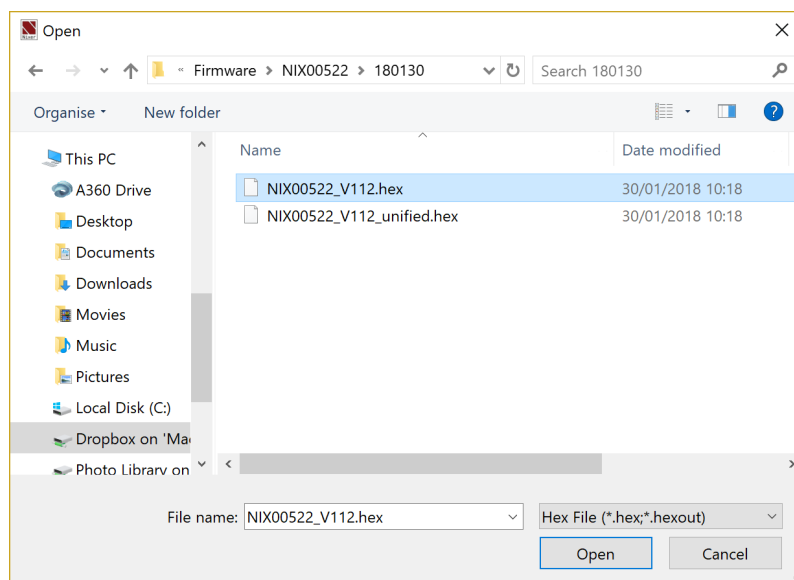 Open
« Firmware > NIX00522 > 180130
Search 180130
Organise
New folder
?
Name
Date modified
This PC
A360 Drive
Desktop
Documents
Downloads
Movies
Music
Pictures
Local Disk (C:)
Dropbox on 'Mac
Photo Library on
NIX00522_V112.hex 30/01/2018 10:18
NIX00522_V112_unified.hex 30/01/2018 10:18
File name: NIX00522_V112.hex
Hex File (*.hex;*.hexout)
Open
Cancel